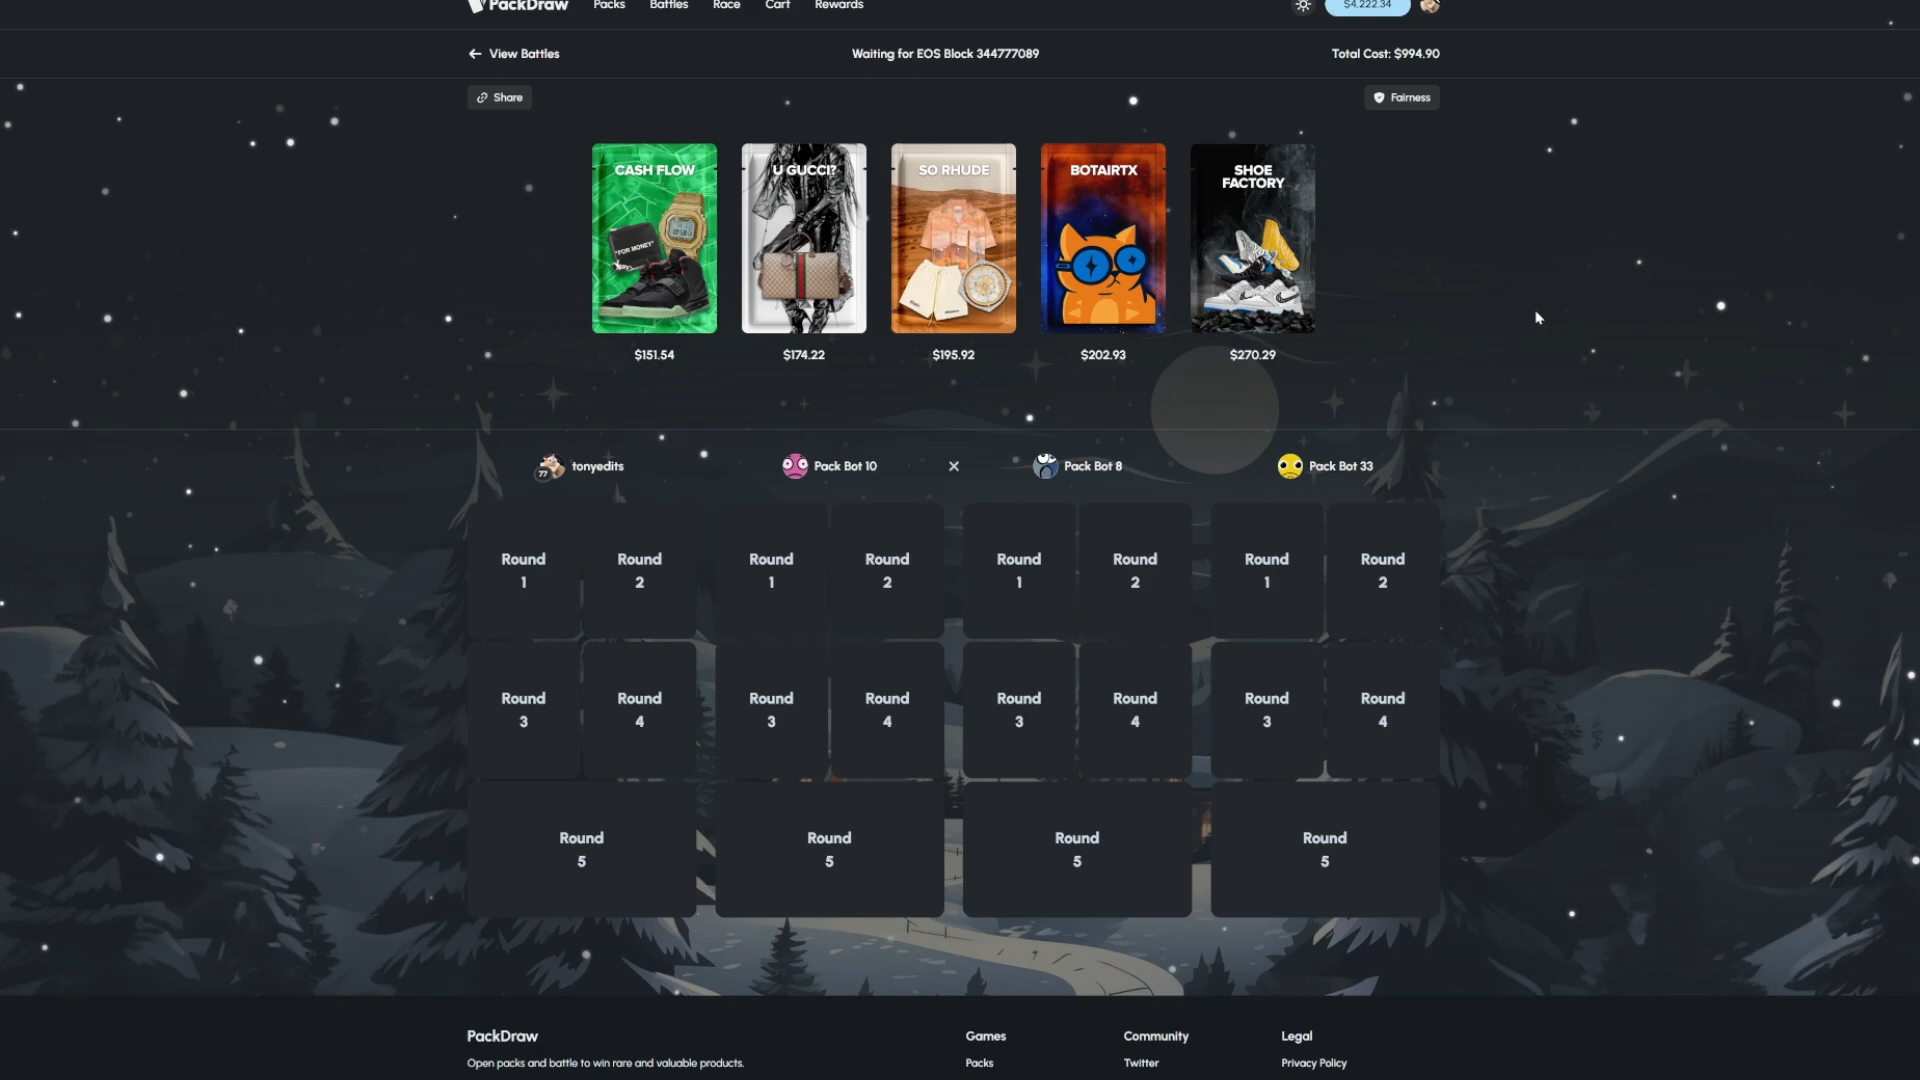 PackDraw Packs Battles Race Cart Rewards $4,222.34
View Battles Waiting for EOS Block 344777089 Total Cost: $994.90
Share Fairness
CASH FLOW U GUCCI? SO RHUDE BOTAIRTX SHOE
FACTORY
"FOR MONEY"
$151.54 $174.22 $195.92 $202.93 $270.29
77 tonyedits Pack Bot 10 Pack Bot 8 Pack Bot 33
Round Round Round Round Round Round Round Round
1 2 1 2 1 2 1 2
Round Round Round Round Round Round Round Round
3 4 3 4 3 4 3 4
Round Round Round Round
5 5 5 5
PackDraw Games Community Legal
Open packs and battle to win rare and valuable products. Packs Twitter Privacy Policy